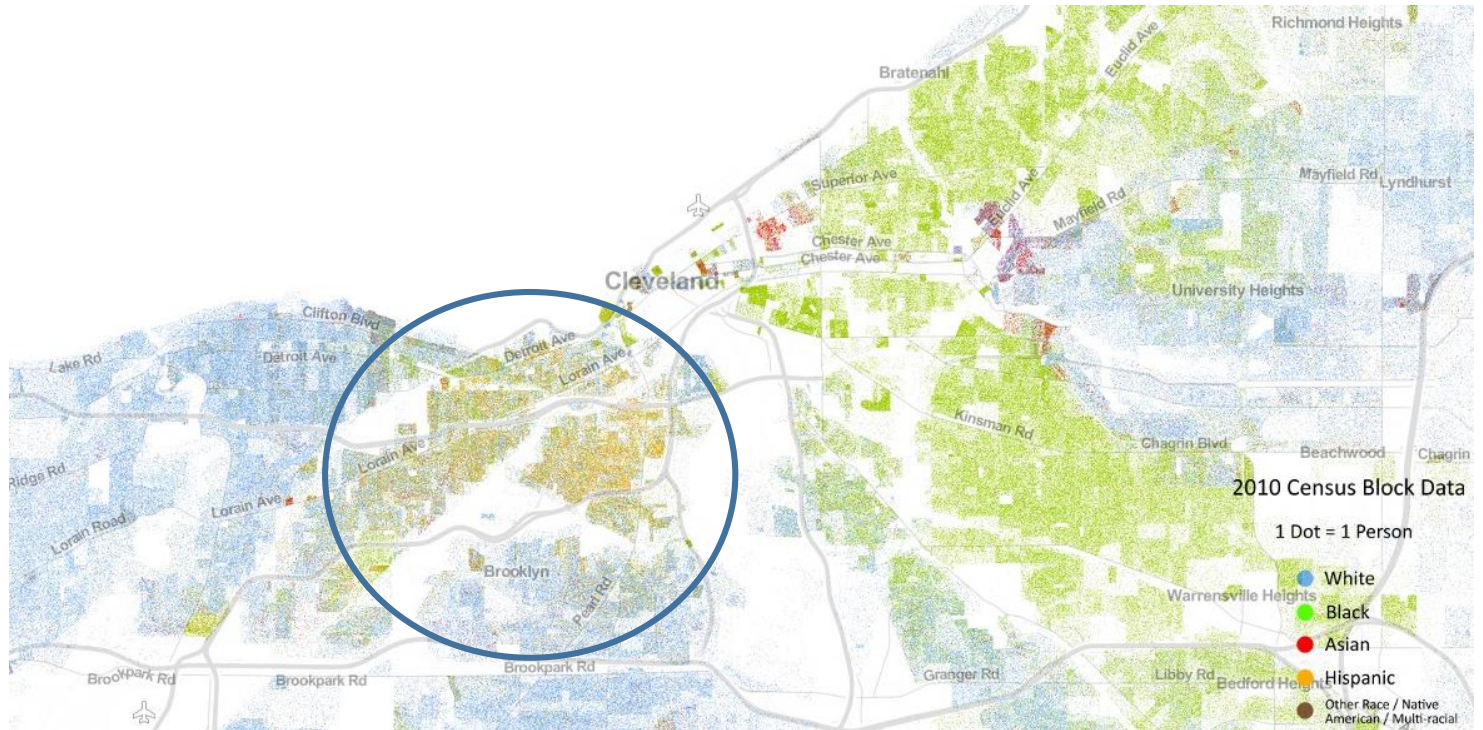 Richmond Heights
Euclid Ave
Bratenahl
Superior Ave
Euclid Ave
Mayfield Rd
Mayfield Rd
Lyndhurst
Chester Ave
Chester Ave
Cleveland
University Heights
Clifton Blvd
Detroit Ave
Lake Rd
Detroit Ave
Lorain Ave
Kinsman Rd
Chagrin Blvd
Beachwood
Chagrin
Lorain Ave
Ridge Rd
Lorain Ave
Lorain Road
2010 Census Block Data
1 Dot = 1 Person
Brooklyn
Pearl Rd
White
Warrensville Heights
Black
Asian
Brookpark Rd
Brookpark Rd
Brookpark Rd
Granger Rd
Libby Rd
Bedford Heights
Hispanic
Other Race / Native
American / Multi-racial